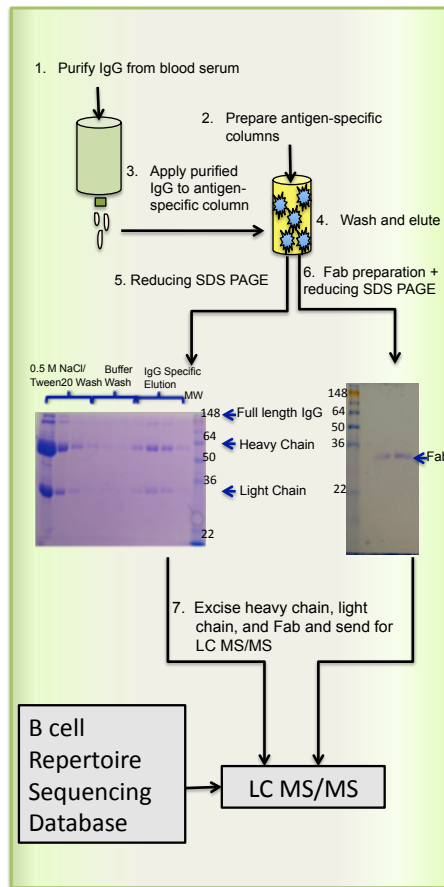 1. Purify IgG from blood serum
2. Prepare antigen-specific
columns
3. Apply purified
IgG to antigen-
specific column
4. Wash and elute
5. Reducing SDS PAGE
6. Fab preparation +
reducing SDS PAGE
0.5 M NaCl/
Tween20 Wash
Buffer
Wash
IgG Specific
Elution
MW
148
Full length IgG
64
Heavy Chain
50
36
Light Chain
22
148
64
50
36
Fab
22
7. Excise heavy chain, light
chain, and Fab and send for
LC MS/MS
B cell
Repertoire
Sequencing
Database
LC MS/MS